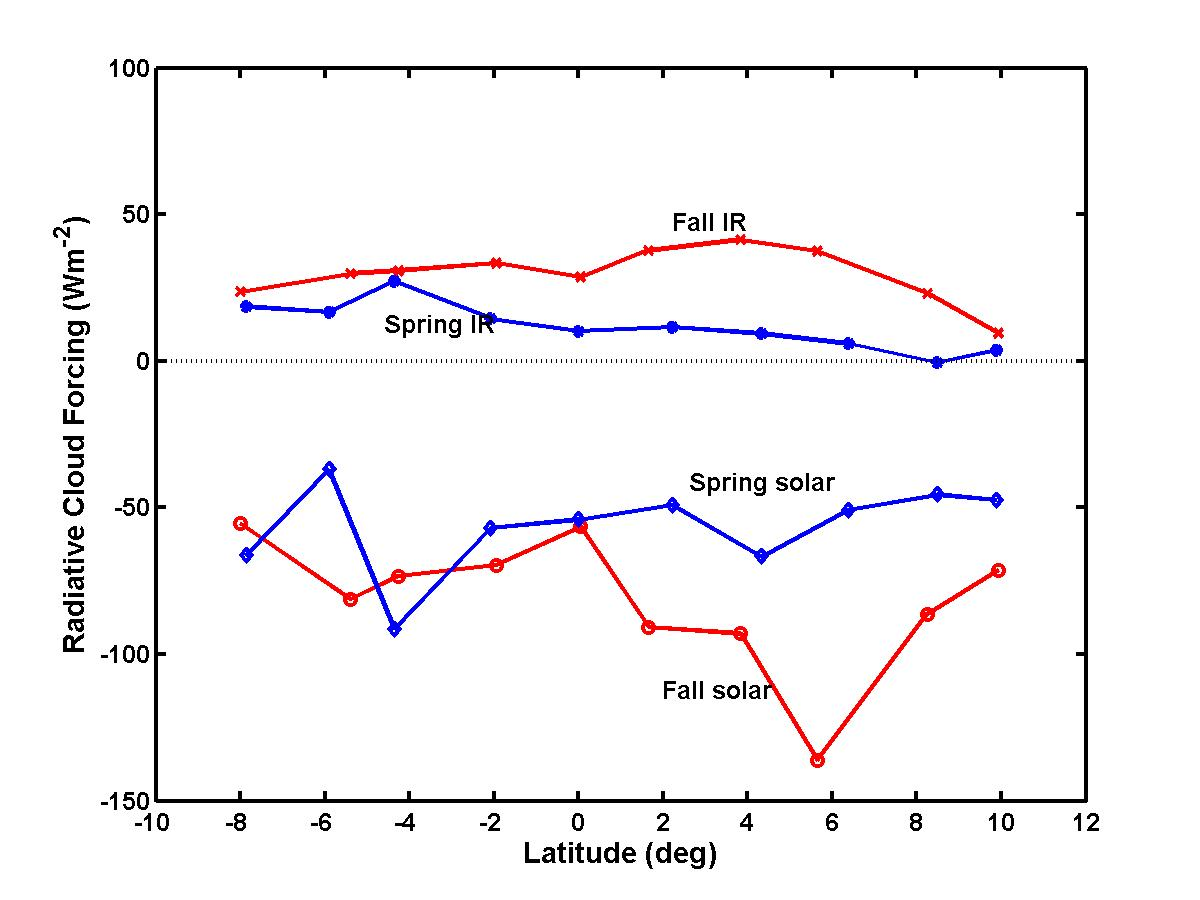 100
50
0
-50
-100
-150
Radiative Cloud Forcing (Wm-2)
Fall IR
Spring IR
Spring solar
Fall solar
-10 -8 -6 -4 -2 0 2 4 6 8 10 12
Latitude (deg)